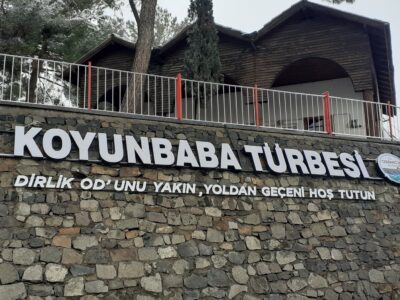 KOYUNBABA TÜRBESİ
DİRLİK OD'UNU YAKIN ,YOLDAN GEÇENİ HOŞ TUTUN